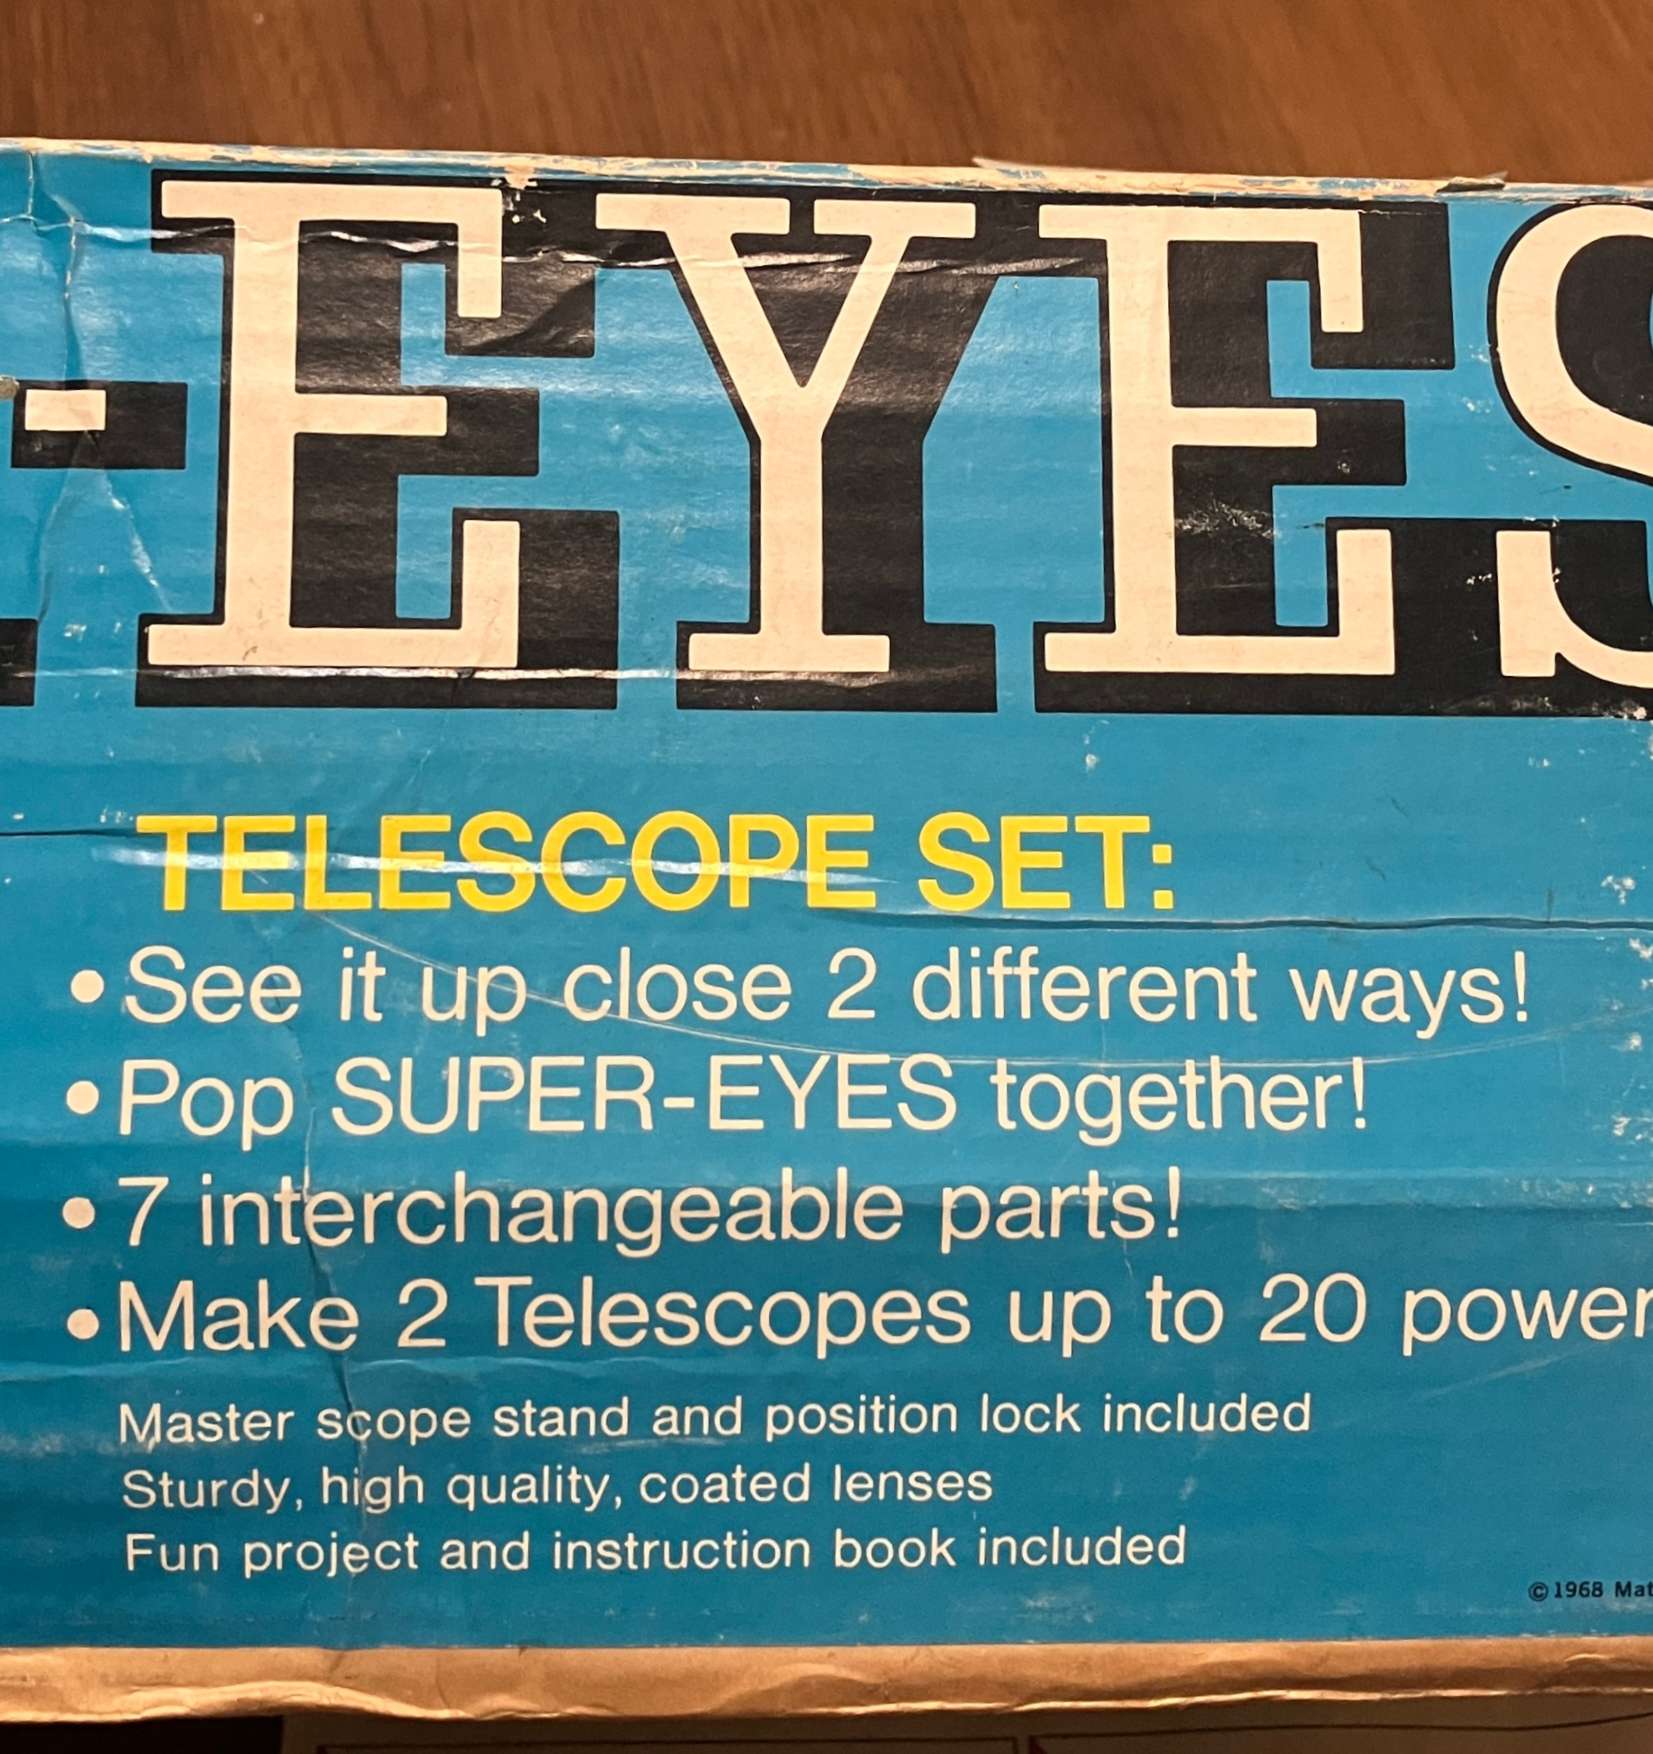 -EYES
TELESCOPE SET:
• See it up close 2 different ways!
• Pop SUPER-EYES together!
• 7 interchangeable parts!
• Make 2 Telescopes up to 20 power
Master scope stand and position lock included
Sturdy, high quality, coated lenses
Fun project and instruction book included
© 1968 Mat